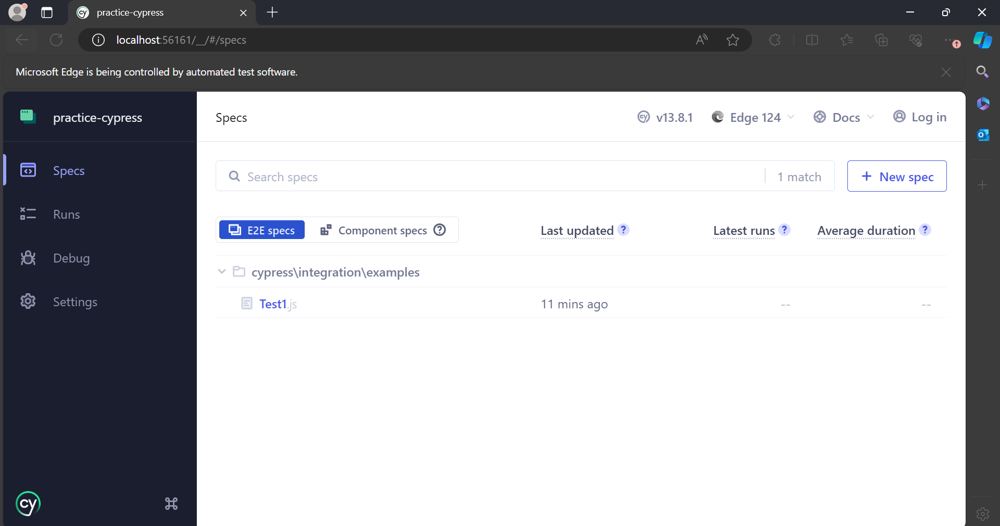 practice-cypress
localhost:56161/__/#/specs
Microsoft Edge is being controlled by automated test software.
practice-cypress
Specs
Runs
Debug
Settings
cy
Specs
v13.8.1
Edge 124
Docs
Log in
Search specs
1 match
+ New spec
E2E specs
Component specs ?
Last updated ?
Latest runs ?
Average duration ?
cypress\integration\examples
Test1.js
11 mins ago
--
--